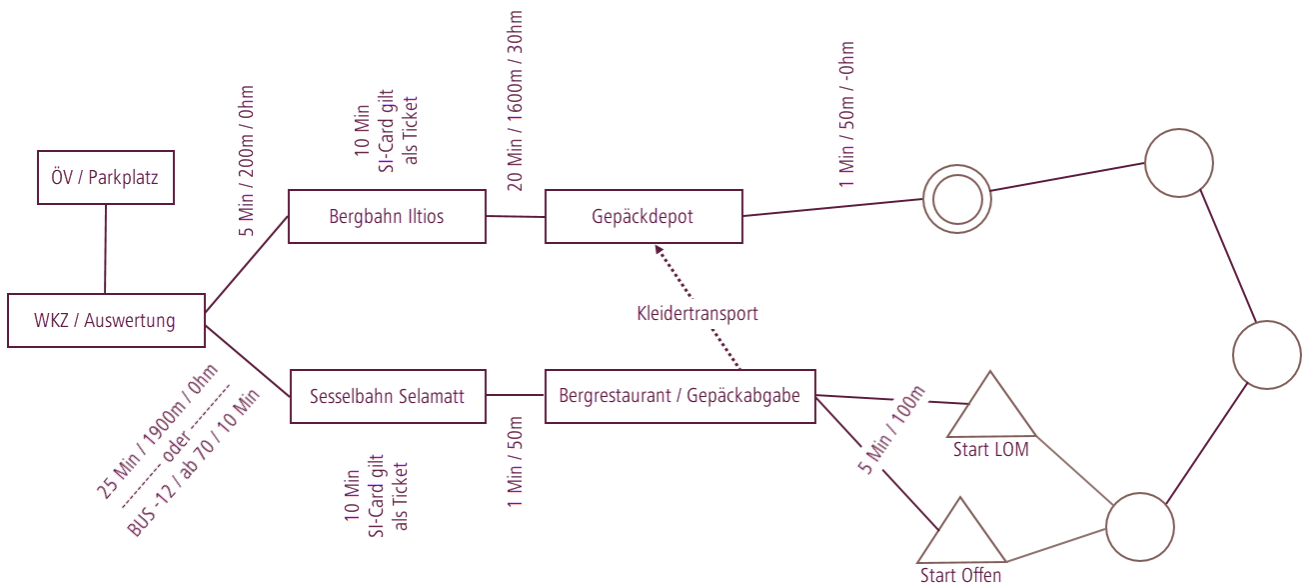 ÖV / Parkplatz
WKZ / Auswertung
5 Min / 200m / 0hm
10 Min
SI-Card gilt
als Ticket
Bergbahn Iltios
20 Min / 1600m / 30hm
Gepäckdepot
1 Min / 50m / -0hm
Kleidertransport
25 Min / 1900m / 0hm
-------- oder --------
BUS -12 / ab 70 / 10 Min
Sesselbahn Selamatt
10 Min
SI-Card gilt
als Ticket
1 Min / 50m
Bergrestaurant / Gepäckabgabe
5 Min / 100m
Start LOM
Start Offen